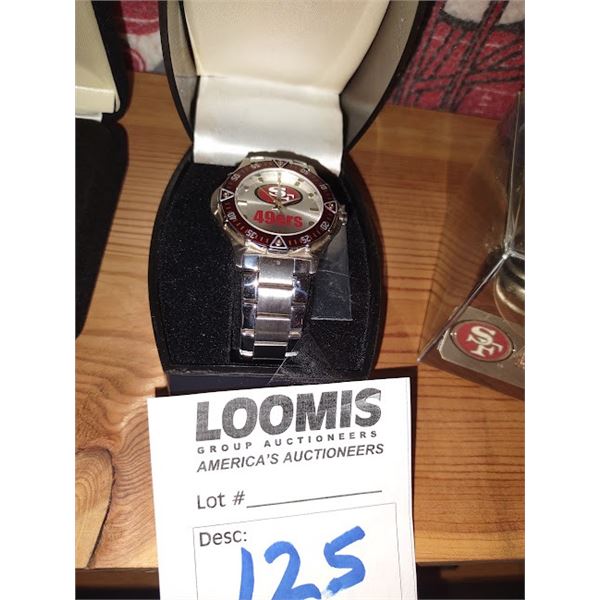 SF
49ers
SF
LOOMIS
GROUP AUCTIONEERS
AMERICA'S AUCTIONEERS
Lot #
Desc:
125